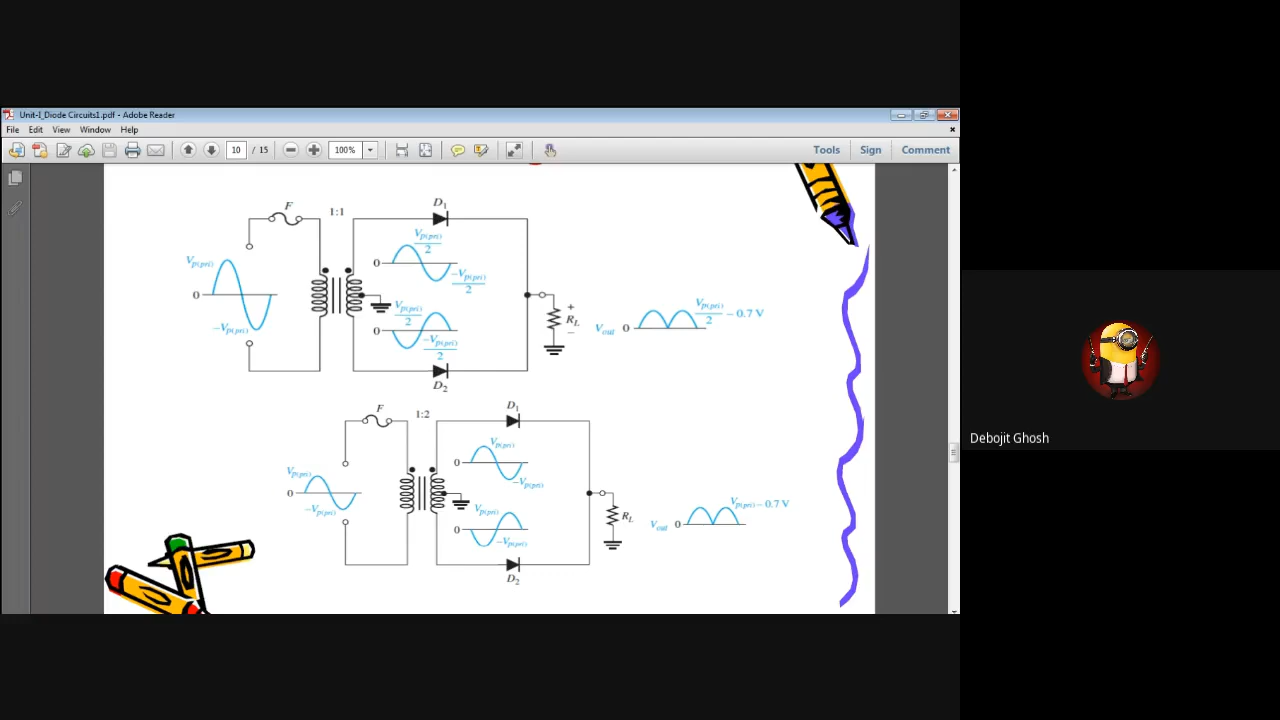 Unit-I_Diode Circuits1.pdf - Adobe Reader
File Edit View Window Help
10 / 15 100% Tools Sign Comment
F 1:1 D1
Vp(pri)
0
-Vp(pri)
Vp(pri)/2
0
-Vp(pri)/2
Vp(pri)/2
0
-Vp(pri)/2
D2
+
RL
-
Vout 0 Vp(pri)/2 - 0.7 V
F 1:2 D1
Vp(pri)
0
-Vp(pri)
Vp(pri)
0
-Vp(pri)
Vp(pri)
0
-Vp(pri)
D2
RL
Vout 0 Vp(pri) - 0.7 V
Debojit Ghosh